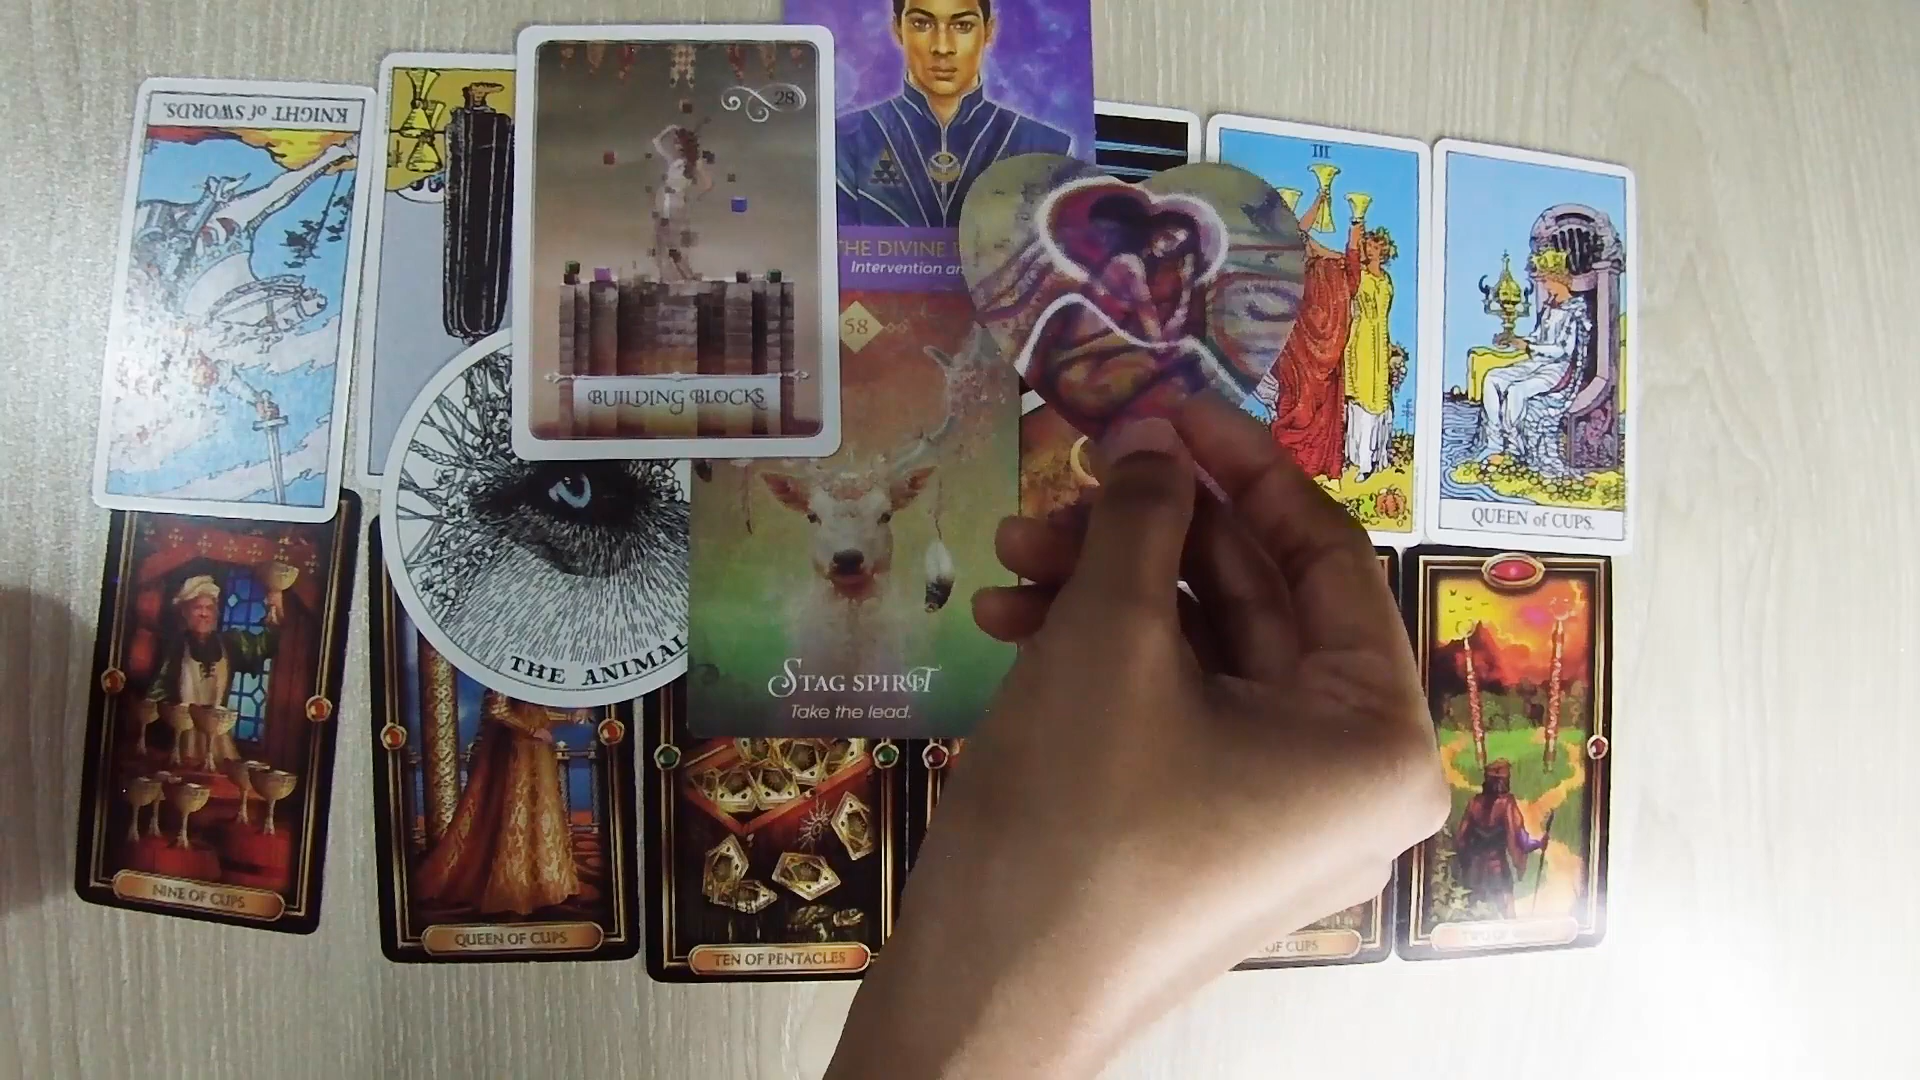 KNIGHT of SWORDS.
28
BUILDING BLOCKS
THE DIVINE
Intervention
III
58
QUEEN of CUPS.
THE ANIMAL
STAG SPIRIT
Take the lead.
NINE OF CUPS
QUEEN OF CUPS
TEN OF PENTACLES
OF CUPS